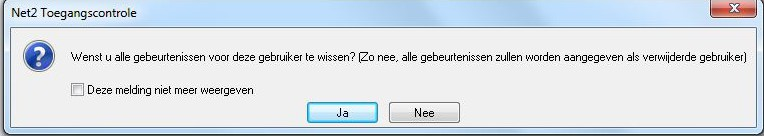 Net2 Toegangscontrole
Wenst u alle gebeurtenissen voor deze gebruiker te wissen? (Zo nee, alle gebeurtenissen zullen worden aangegeven als verwijderde gebruiker)
Deze melding niet meer weergeven
Ja Nee